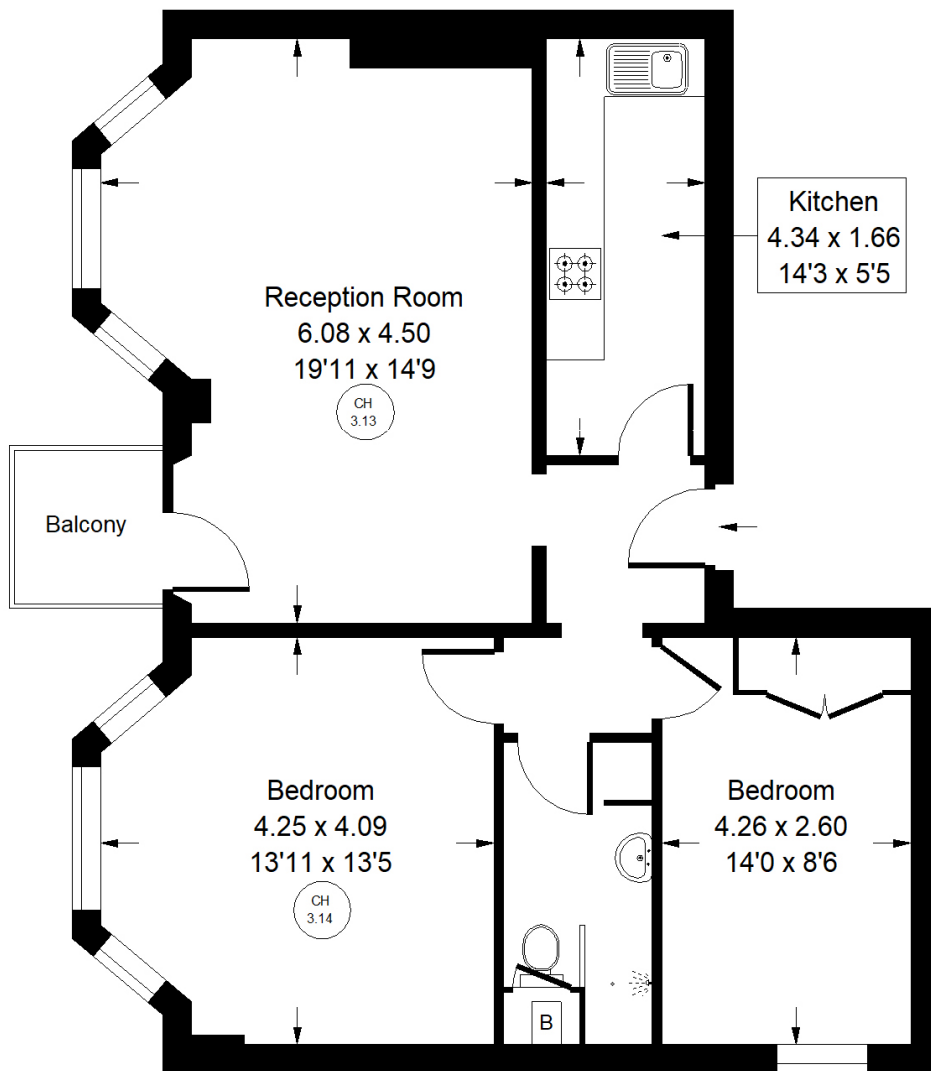 Kitchen
4.34 x 1.66
14'3 x 5'5
Reception Room
6.08 x 4.50
19'11 x 14'9
CH
3.13
Balcony
Bedroom
4.25 x 4.09
13'11 x 13'5
CH
3.14
Bedroom
4.26 x 2.60
14'0 x 8'6
B